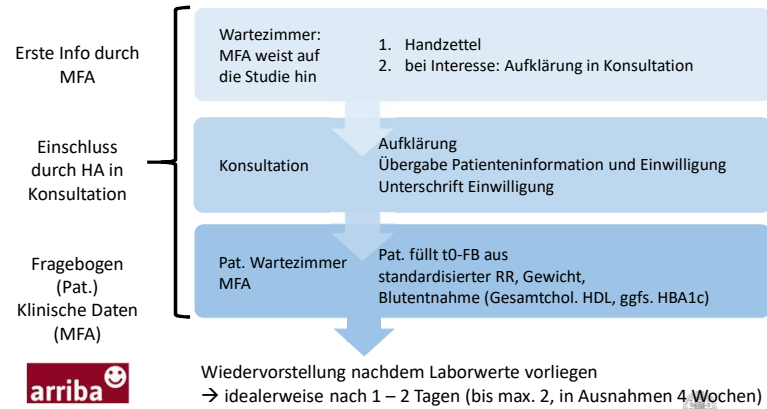 Erste Info durch
MFA
Wartezimmer:
MFA weist auf
die Studie hin
1. Handzettel
2. bei Interesse: Aufklärung in Konsultation
Einschluss
durch HA in
Konsultation
Konsultation
Aufklärung
Übergabe Patienteninformation und Einwilligung
Unterschrift Einwilligung
Fragebogen
(Pat.)
Klinische Daten
(MFA)
Pat. Wartezimmer
MFA
Pat. füllt t0-FB aus
standardisierter RR, Gewicht,
Blutentnahme (Gesamtchol. HDL, ggfs. HBA1c)
arriba
Wiedervorstellung nachdem Laborwerte vorliegen
→ idealerweise nach 1 – 2 Tagen (bis max. 2, in Ausnahmen 4 Wochen)